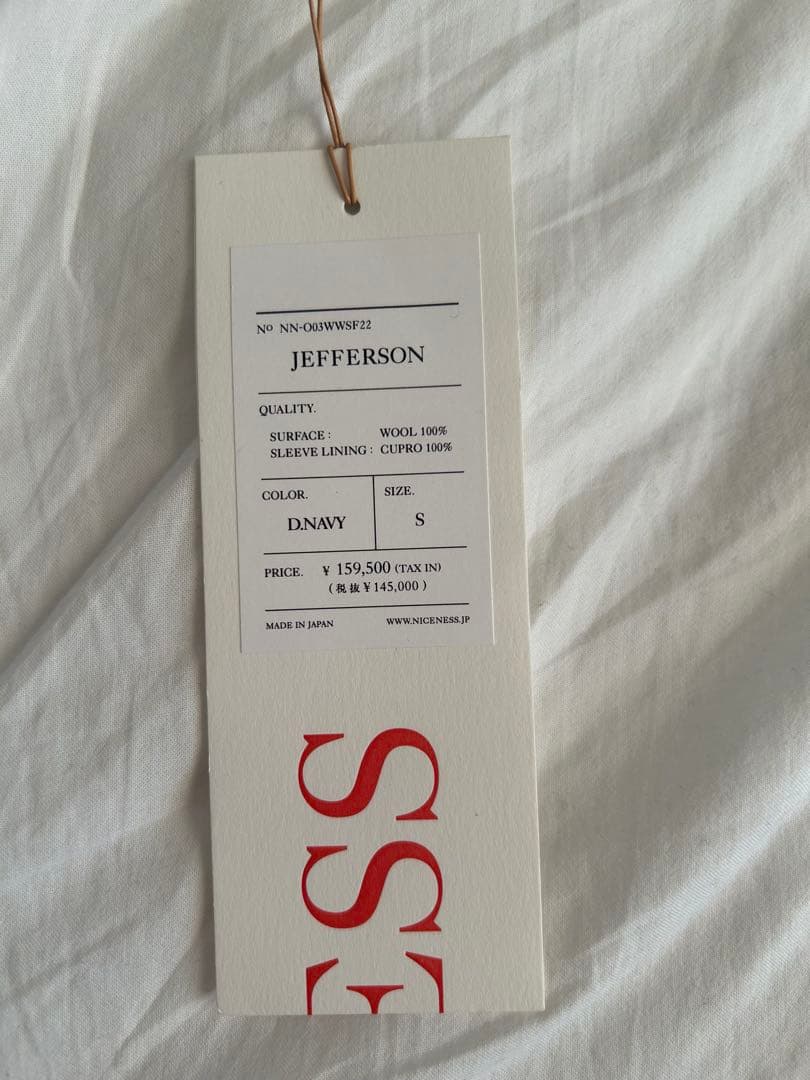 Nº NN-O03WWSF22
JEFFERSON
QUALITY.
SURFACE : WOOL 100%
SLEEVE LINING : CUPRO 100%
COLOR. SIZE.
D.NAVY S
PRICE. ¥ 159,500 (TAX IN)
(税抜¥145,000)
MADE IN JAPAN WWW.NICENESS.JP
ESS